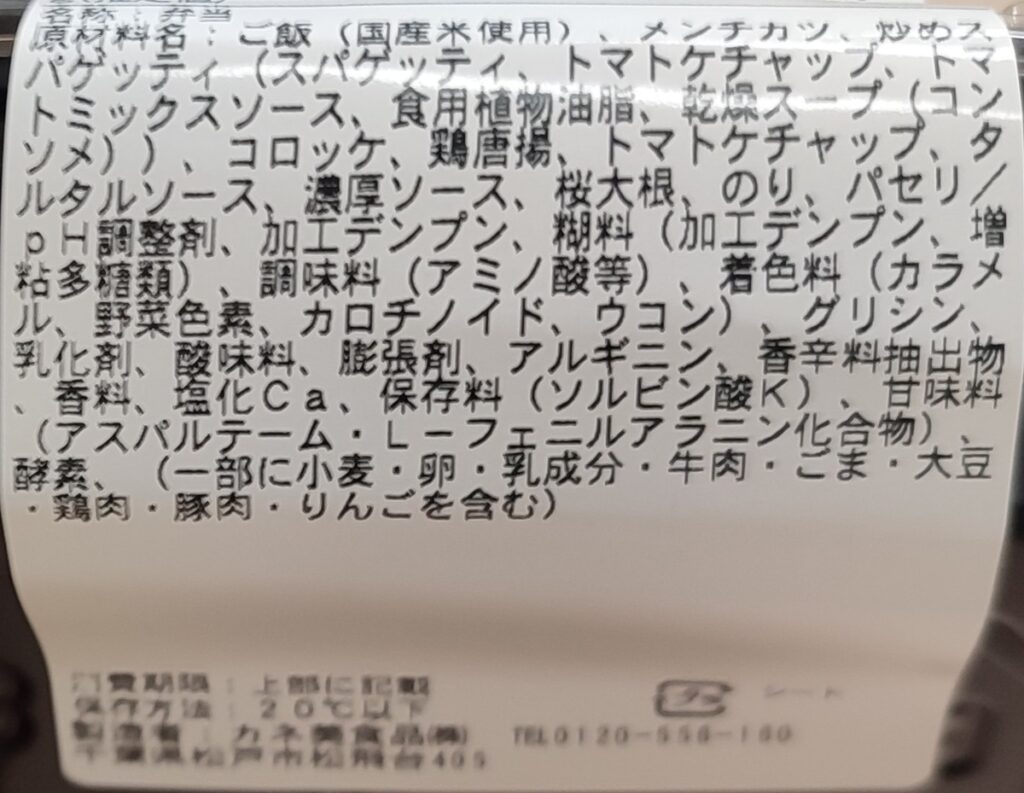 名称：弁当
原材料名：ご飯（国産米使用）、メンチカツ、炒めス
パゲッティ（スパゲッティ、トマトケチャップ、トマ
トミックスソース、食用植物油脂、乾燥スープ（コン
ソメ））、コロッケ、鶏唐揚、トマトケチャップ、タ
ルタルソース、濃厚ソース、桜大根、のり、パセリ／
ｐＨ調整剤、加工デンプン、糊料（加工デンプン、増
粘多糖類）、調味料（アミノ酸等）、着色料（カラメ
ル、野菜色素、カロチノイド、ウコン）、グリシン、
乳化剤、酸味料、膨張剤、アルギニン、香辛料抽出物
、香料、塩化Ｃａ、保存料（ソルビン酸Ｋ）、甘味料
（アスパルテーム・Ｌーフェニルアラニン化合物）、
酵素、（一部に小麦・卵・乳成分・牛肉・ごま・大豆
・鶏肉・豚肉・りんごを含む）
消費期限：上部に記載
保存方法：２０℃以下
プラ シート
製造者：カネ美食品㈱
千葉県松戸市松飛台４０５